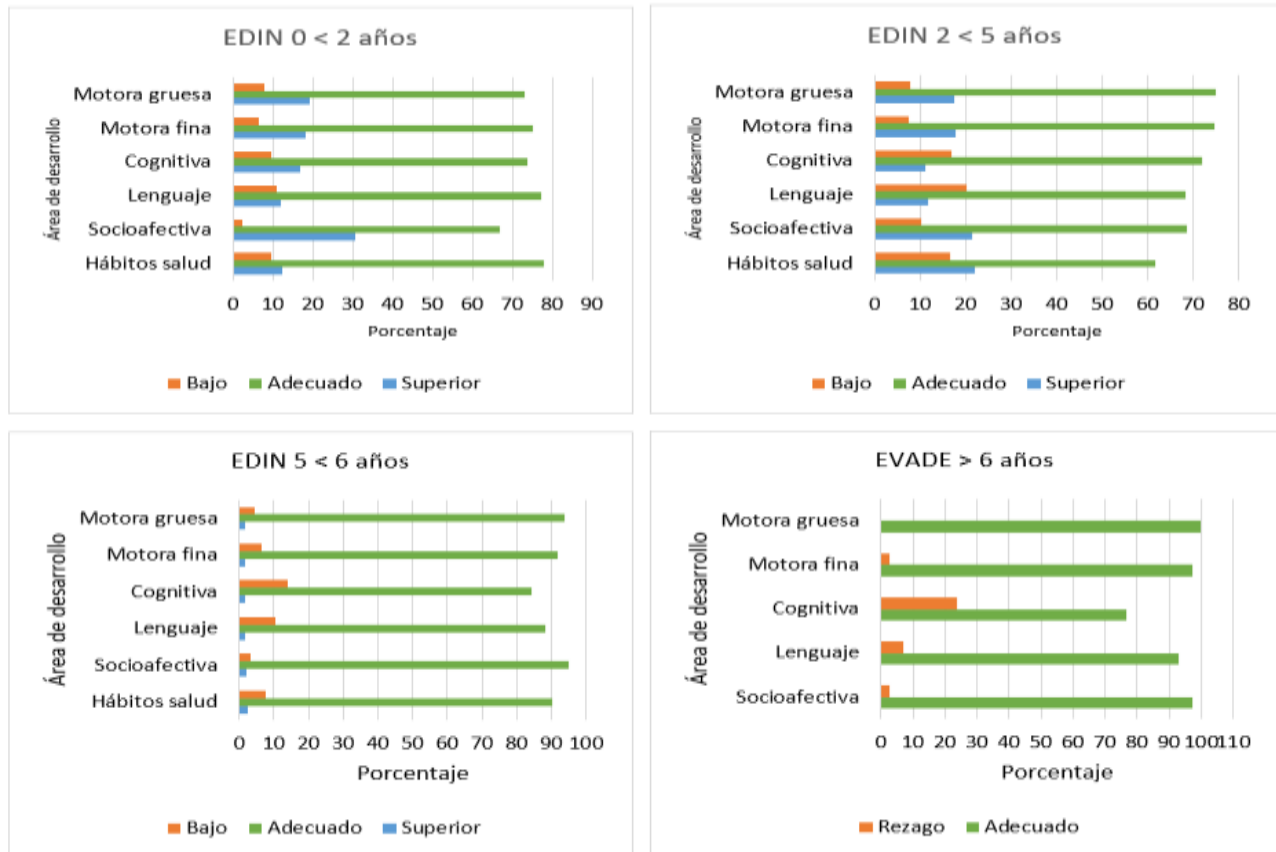 EDIN 0 < 2 años
Área de desarrollo
Motora gruesa
Motora fina
Cognitiva
Lenguaje
Socioafectiva
Hábitos salud
0 10 20 30 40 50 60 70 80 90
Porcentaje
Bajo Adecuado Superior
EDIN 2 < 5 años
Área de desarrollo
Motora gruesa
Motora fina
Cognitiva
Lenguaje
Socioafectiva
Hábitos salud
0 10 20 30 40 50 60 70 80
Porcentaje
Bajo Adecuado Superior
EDIN 5 < 6 años
Área de desarrollo
Motora gruesa
Motora fina
Cognitiva
Lenguaje
Socioafectiva
Hábitos salud
0 10 20 30 40 50 60 70 80 90 100
Porcentaje
Bajo Adecuado Superior
EVADE > 6 años
Área de desarrollo
Motora gruesa
Motora fina
Cognitiva
Lenguaje
Socioafectiva
0 10 20 30 40 50 60 70 80 90 100 110
Porcentaje
Rezago Adecuado